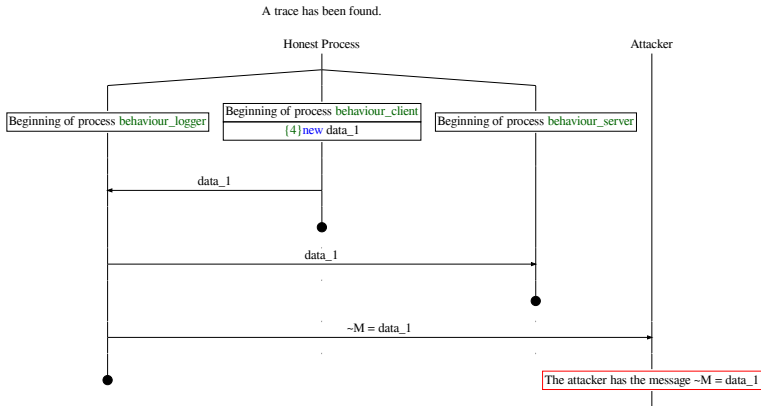 A trace has been found.
Honest Process
Attacker
Beginning of process behaviour_logger
Beginning of process behaviour_client
{4}new data_1
Beginning of process behaviour_server
data_1
data_1
~M = data_1
The attacker has the message ~M = data_1